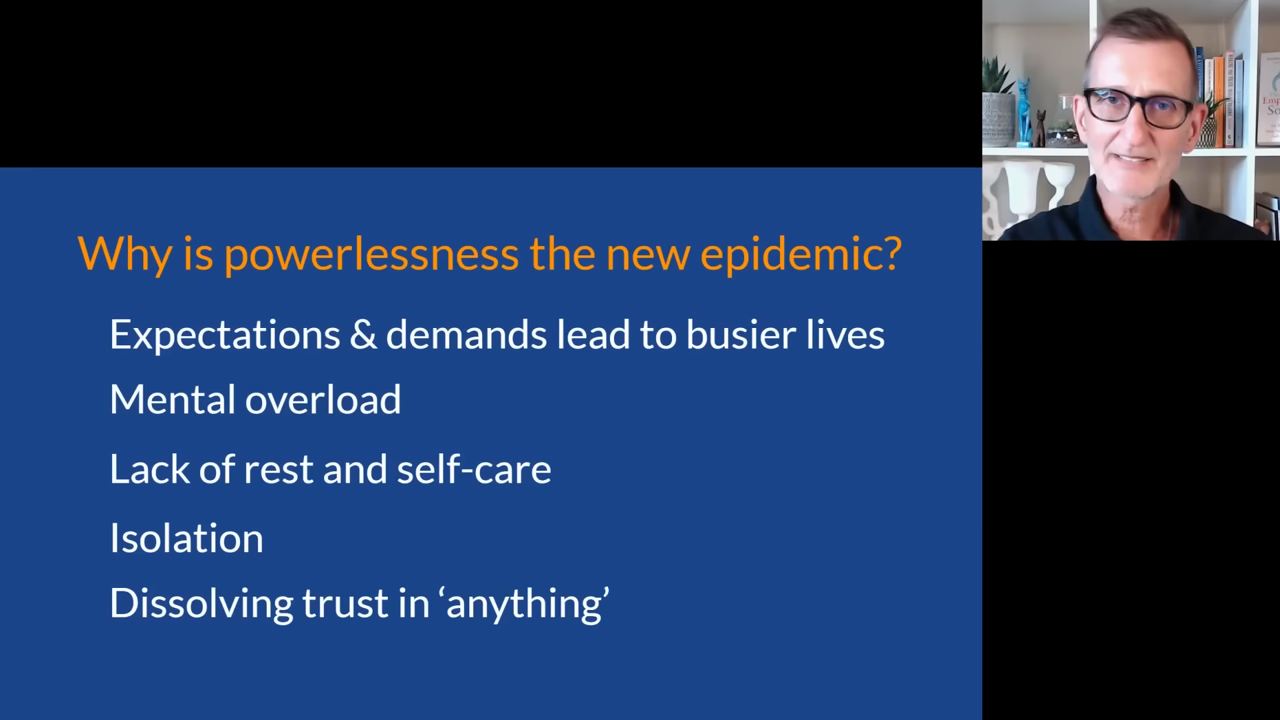 Why is powerlessness the new epidemic?
Expectations & demands lead to busier lives
Mental overload
Lack of rest and self-care
Isolation
Dissolving trust in ‘anything’